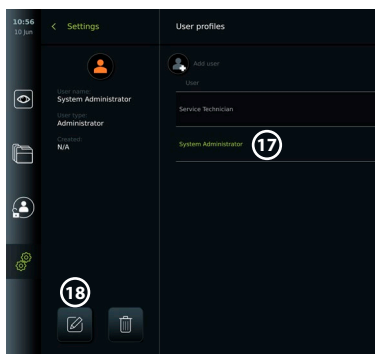 10:56
10 Jun
Settings
User profiles
Add user
User
User name:
System Administrator
User type:
Administrator
Created:
N/A
Service Technician
System Administrator
17
18